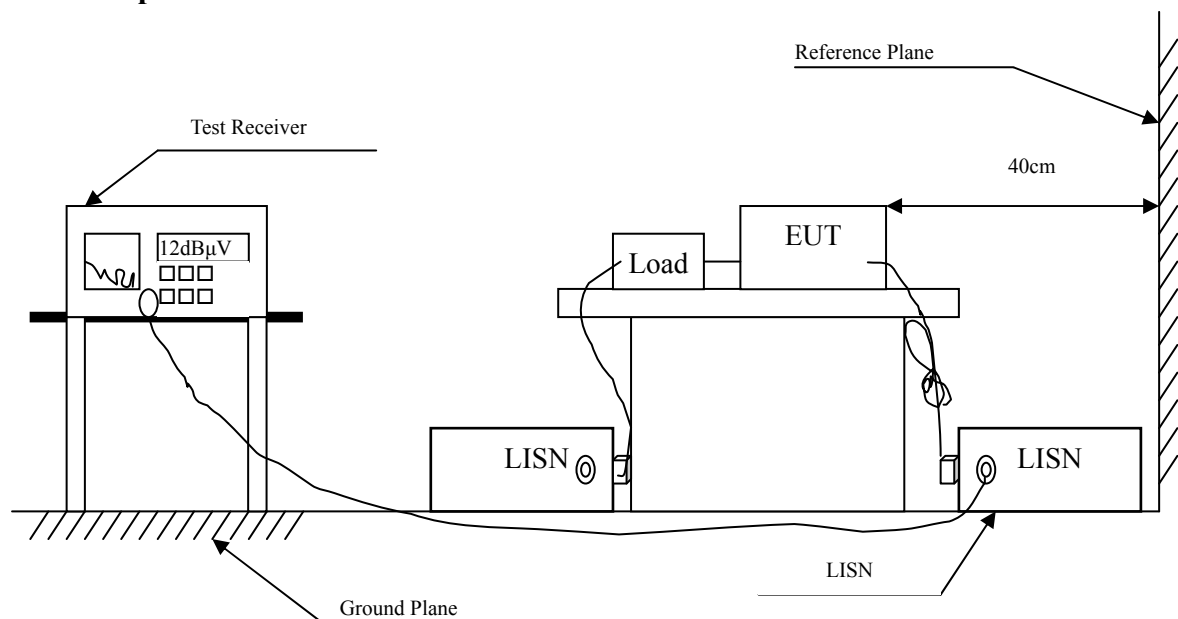 Reference Plane
Test Receiver
40cm
12dBμV
EUT
Load
LISN
LISN
LISN
Ground Plane